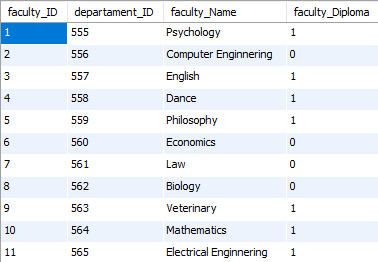 faculty_ID departament_ID faculty_Name faculty_Diploma
1 555 Psychology 1
2 556 Computer Enginnering 0
3 557 English 1
4 558 Dance 1
5 559 Philosophy 1
6 560 Economics 0
7 561 Law 0
8 562 Biology 0
9 563 Veterinary 1
10 564 Mathematics 1
11 565 Electrical Enginnering 1